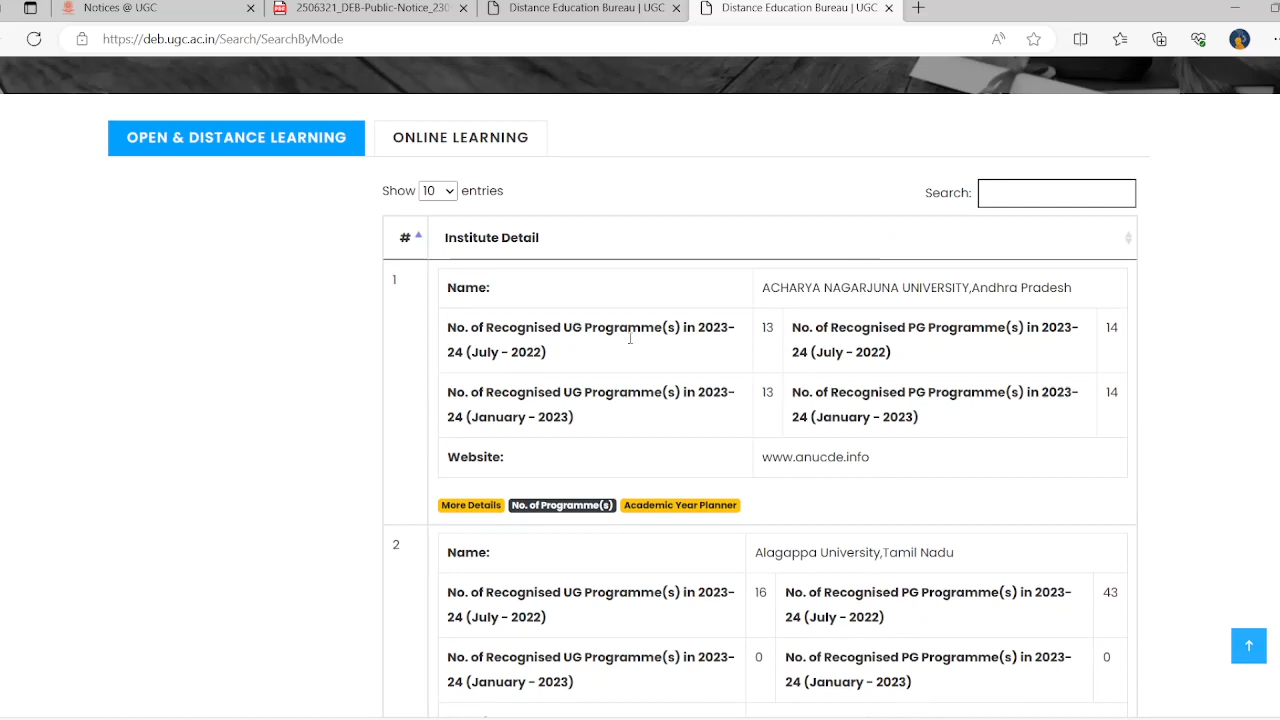 Notices @ UGC
2506321_DEB-Public-Notice_230
Distance Education Bureau | UGC
Distance Education Bureau | UGC
https://deb.ugc.ac.in/Search/SearchByMode
OPEN & DISTANCE LEARNING
ONLINE LEARNING
Show 10 entries
Search:
# Institute Detail
1
Name: ACHARYA NAGARJUNA UNIVERSITY,Andhra Pradesh
No. of Recognised UG Programme(s) in 2023- 13 No. of Recognised PG Programme(s) in 2023- 14
24 (July - 2022) 24 (July - 2022)
No. of Recognised UG Programme(s) in 2023- 13 No. of Recognised PG Programme(s) in 2023- 14
24 (January - 2023) 24 (January - 2023)
Website: www.anucde.info
More Details No. of Programme(s) Academic Year Planner
2
Name: Alagappa University,Tamil Nadu
No. of Recognised UG Programme(s) in 2023- 16 No. of Recognised PG Programme(s) in 2023- 43
24 (July - 2022) 24 (July - 2022)
No. of Recognised UG Programme(s) in 2023- 0 No. of Recognised PG Programme(s) in 2023- 0
24 (January - 2023) 24 (January - 2023)